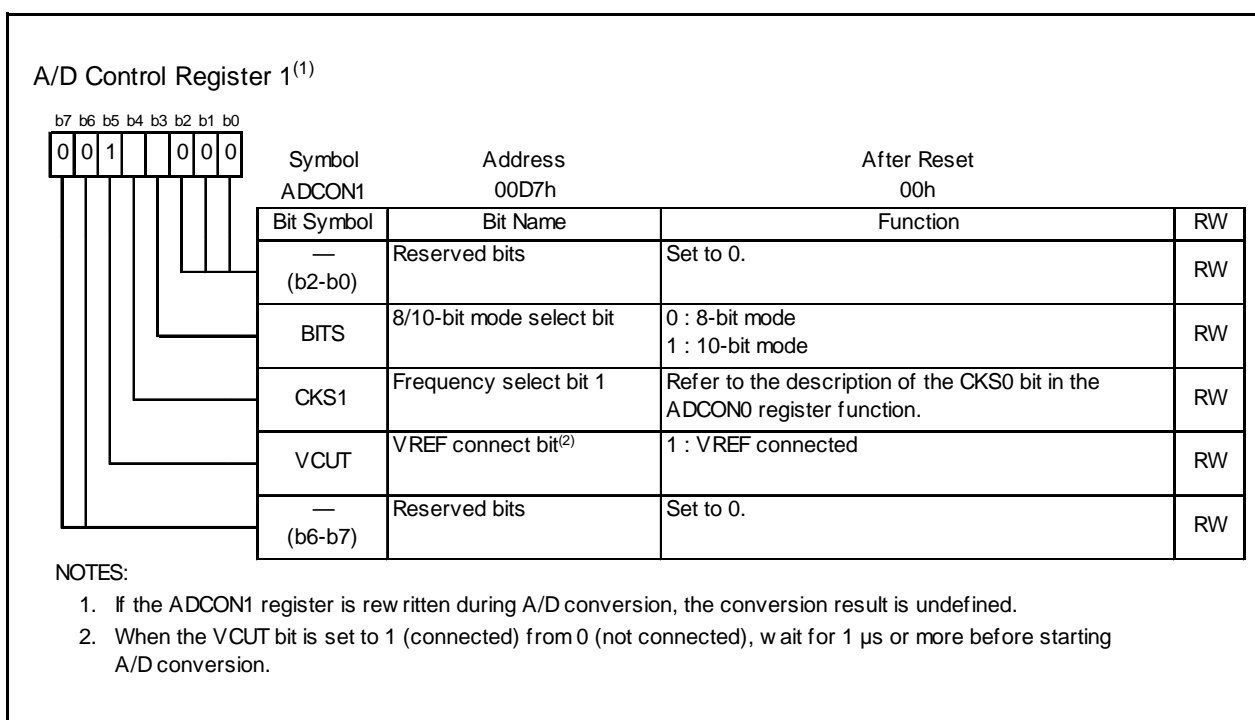 A/D Control Register 1(1)
b7 b6 b5 b4 b3 b2 b1 b0
0 0 1 0 0 0
Symbol Address After Reset
ADCON1 00D7h 00h
Bit Symbol Bit Name Function RW
— (b2-b0) Reserved bits Set to 0. RW
BITS 8/10-bit mode select bit 0 : 8-bit mode
1 : 10-bit mode RW
CKS1 Frequency select bit 1 Refer to the description of the CKS0 bit in the
ADCON0 register function. RW
VCUT VREF connect bit(2) 1 : VREF connected RW
— (b6-b7) Reserved bits Set to 0. RW
NOTES:
1. If the ADCON1 register is rewritten during A/D conversion, the conversion result is undefined.
2. When the VCUT bit is set to 1 (connected) from 0 (not connected), wait for 1 µs or more before starting
A/D conversion.